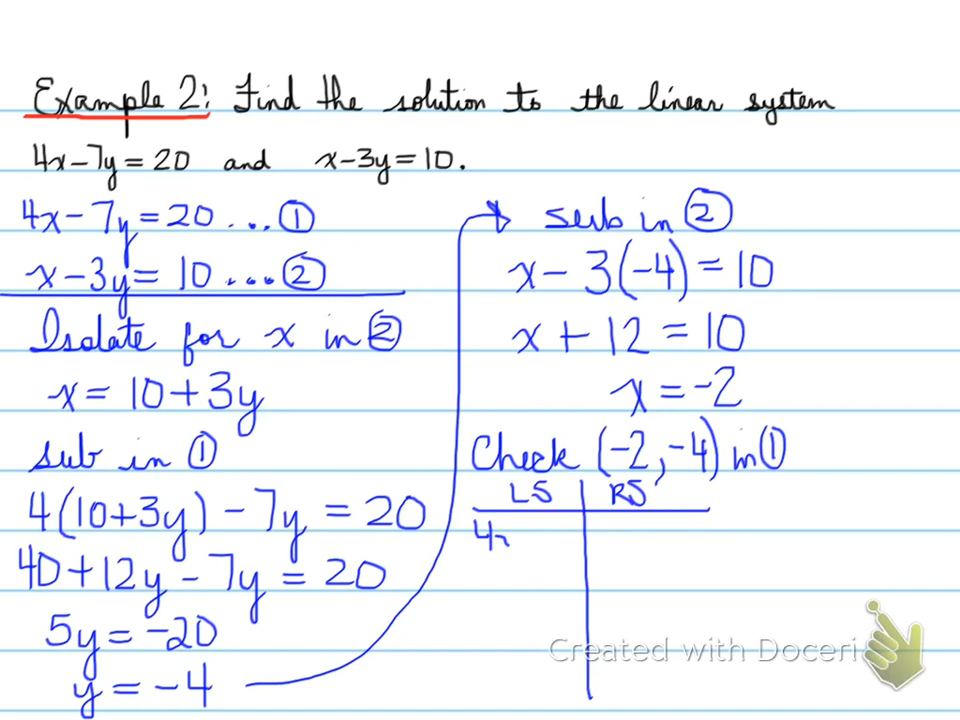 Example 2: Find the solution to the linear system
4x-7y=20 and x-3y=10.
4x-7y=20 ... ①
x-3y=10 .... ②
Isolate for x in ②
x=10+3y
sub in ①
4(10+3y)-7y=20
40+12y-7y=20
5y=-20
y=-4
sub in ②
x-3(-4)=10
x+12=10
x=-2
Check (-2,-4) in ①
LS RS
4x
Created with Doceri